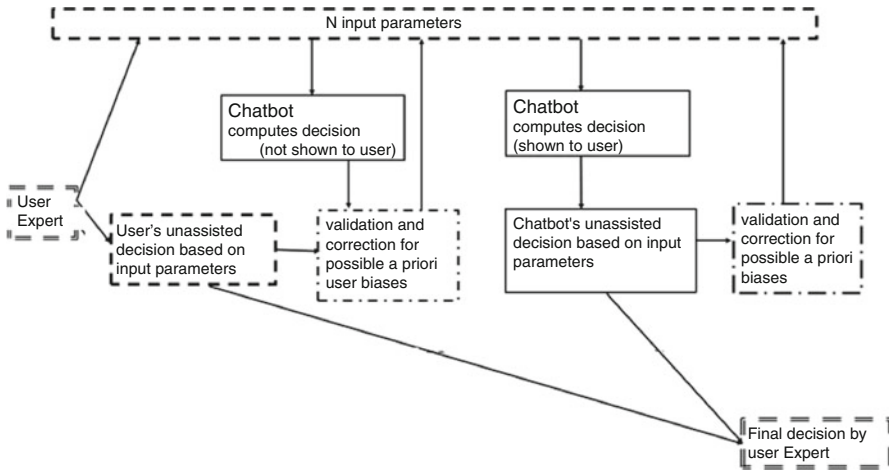 N input parameters
Chatbot
computes decision
(not shown to user)
Chatbot
computes decision
(shown to user)
User
Expert
User's unassisted
decision based on
input parameters
validation and
correction for
possible a priori
user biases
Chatbot's unassisted
decision based on input
parameters
validation and
correction for
possible a priori
biases
Final decision by
user Expert